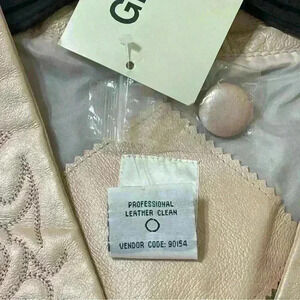 PROFESSIONAL
LEATHER CLEAN
VENDOR CODE: 90154